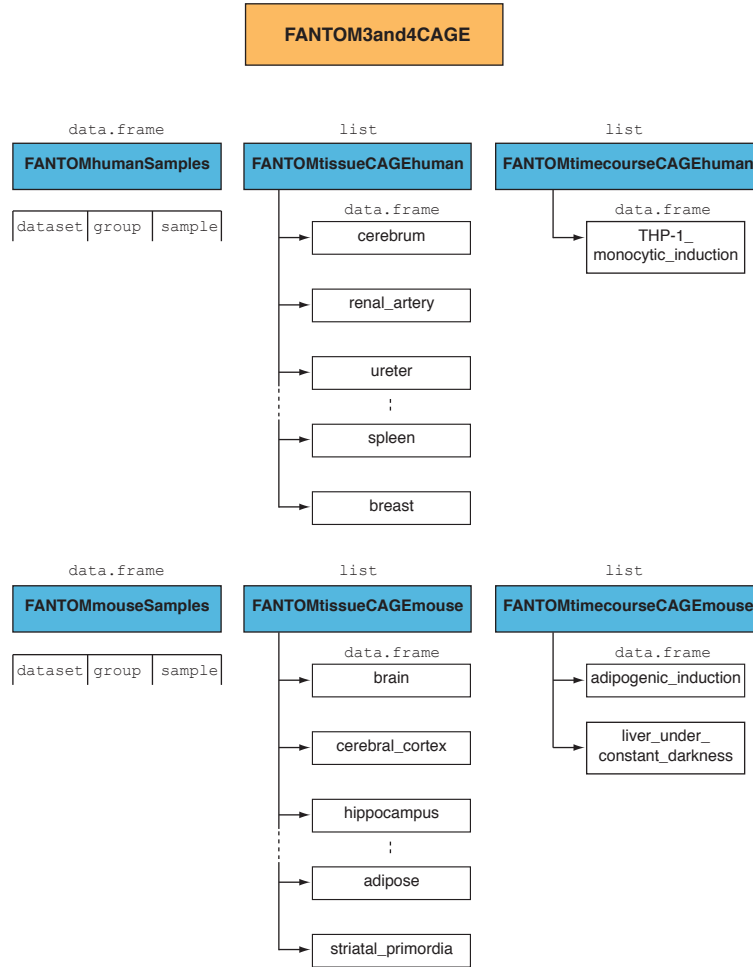 FANTOM3and4CAGE
data.frame
list
list
FANTOMhumanSamples
FANTOMtissueCAGEhuman
FANTOMtimecourseCAGEhuman
dataset group sample
data.frame
cerebrum
renal_artery
ureter
spleen
breast
data.frame
THP-1_
monocytic_induction
data.frame
list
list
FANTOMmouseSamples
FANTOMtissueCAGEmouse
FANTOMtimecourseCAGEmouse
dataset group sample
data.frame
brain
cerebral_cortex
hippocampus
adipose
striatal_primordia
data.frame
adipogenic_induction
liver_under_
constant_darkness